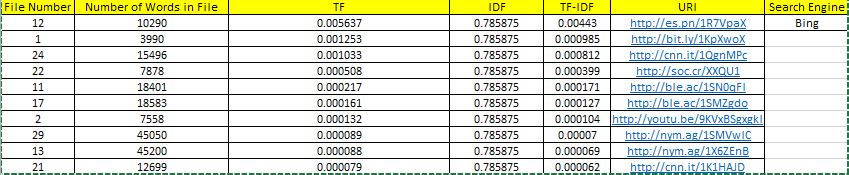 File Number Number of Words in File TF IDF TF-IDF URI Search Engine
12 10290 0.005637 0.785875 0.00443 http://es.pn/1R7VpaX Bing
1 3990 0.001253 0.785875 0.000985 http://bit.ly/1KpXwoX
24 15496 0.001033 0.785875 0.000812 http://cnn.it/1QgnMPc
22 7878 0.000508 0.785875 0.000399 http://soc.cr/XXQU1
11 18401 0.000217 0.785875 0.000171 http://ble.ac/1SN0qFI
17 18583 0.000161 0.785875 0.000127 http://ble.ac/1SMZgdo
2 7558 0.000132 0.785875 0.000104 http://youtu.be/9KVxBSgxgkI
29 45050 0.000089 0.785875 0.00007 http://nym.ag/1SMVwIC
13 45200 0.000088 0.785875 0.000069 http://nym.ag/1X6ZEnB
21 12699 0.000079 0.785875 0.000062 http://cnn.it/1K1HAJD